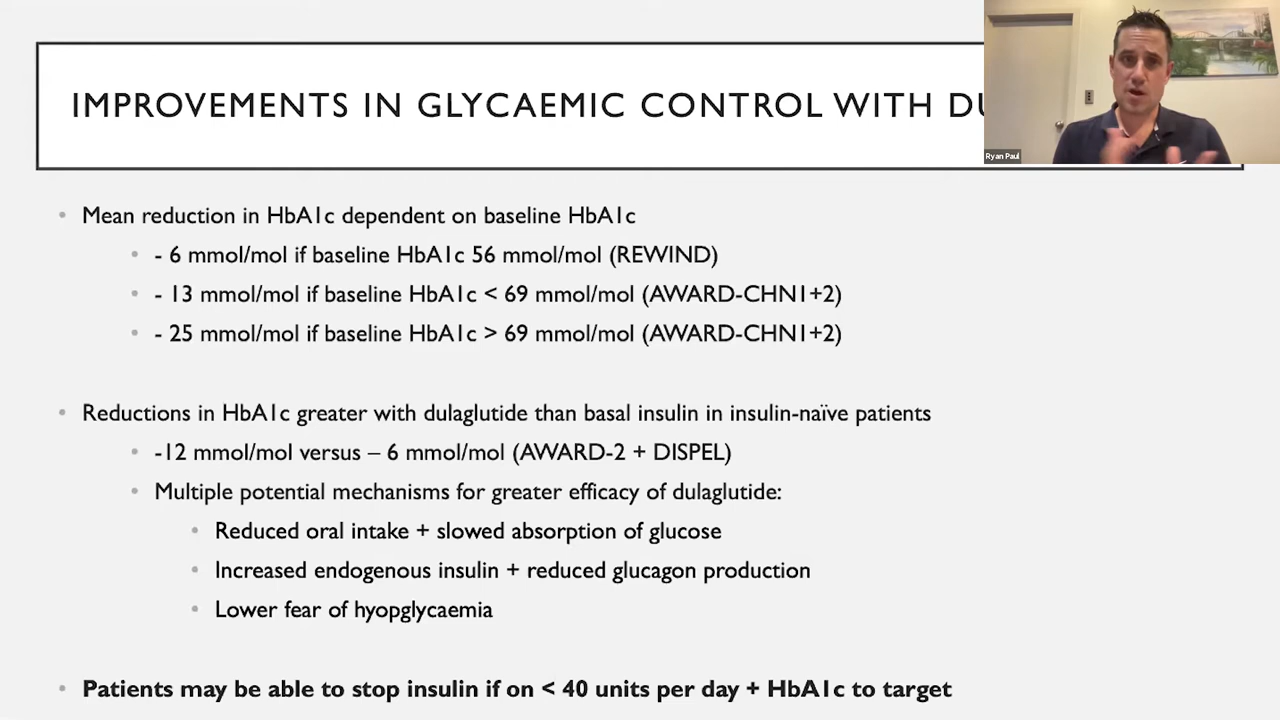 IMPROVEMENTS IN GLYCAEMIC CONTROL WITH DU
Ryan Paul
• Mean reduction in HbA1c dependent on baseline HbA1c
• - 6 mmol/mol if baseline HbA1c 56 mmol/mol (REWIND)
• - 13 mmol/mol if baseline HbA1c < 69 mmol/mol (AWARD-CHN1+2)
• - 25 mmol/mol if baseline HbA1c > 69 mmol/mol (AWARD-CHN1+2)
• Reductions in HbA1c greater with dulaglutide than basal insulin in insulin-naïve patients
• -12 mmol/mol versus – 6 mmol/mol (AWARD-2 + DISPEL)
• Multiple potential mechanisms for greater efficacy of dulaglutide:
• Reduced oral intake + slowed absorption of glucose
• Increased endogenous insulin + reduced glucagon production
• Lower fear of hyopglycaemia
• Patients may be able to stop insulin if on < 40 units per day + HbA1c to target